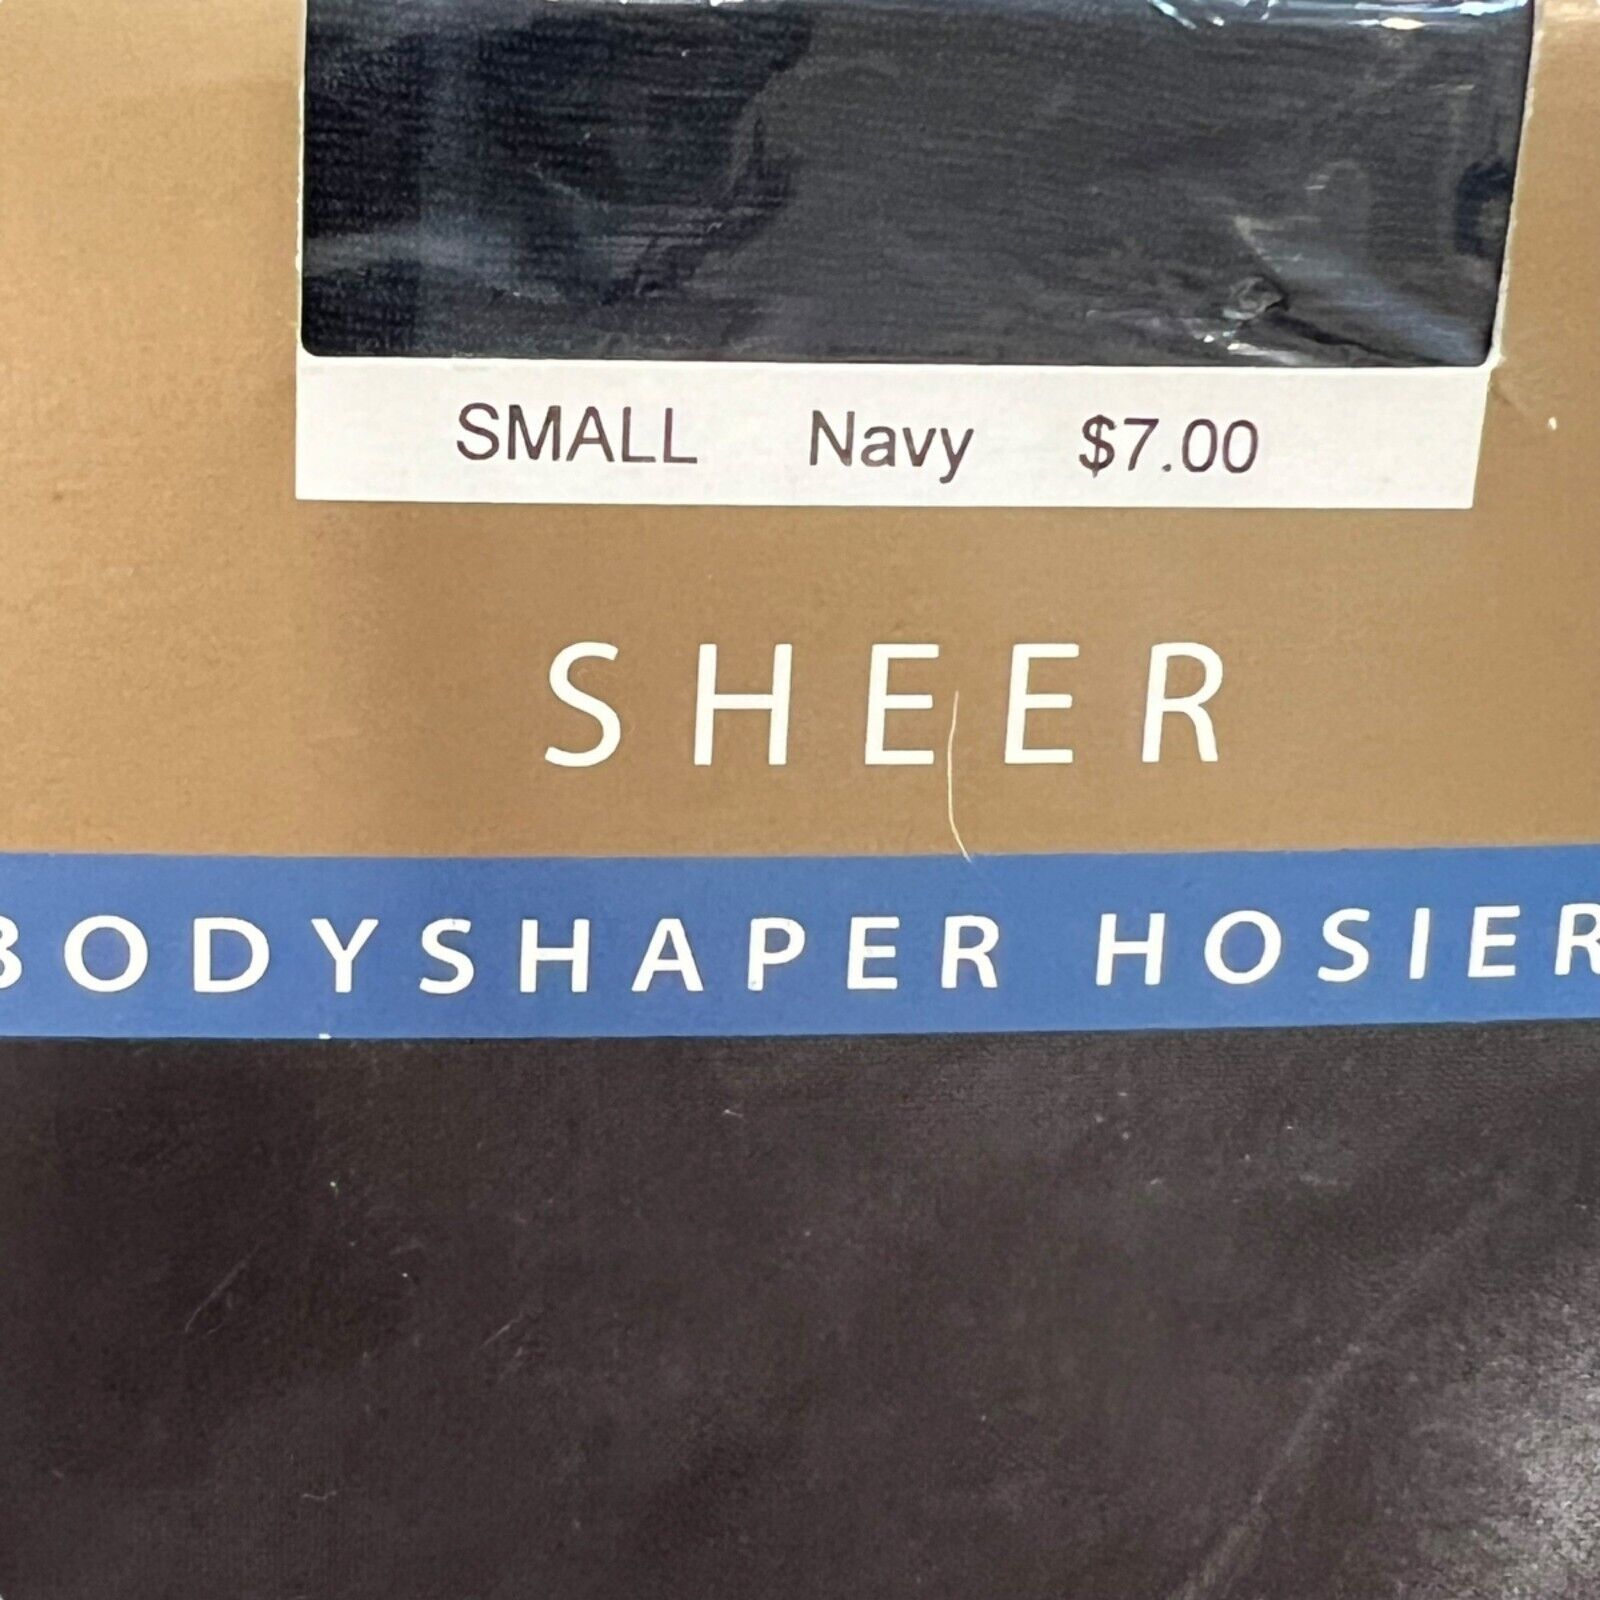 SMALL Navy $7.00
SHEER
BODYSHAPER HOSIER